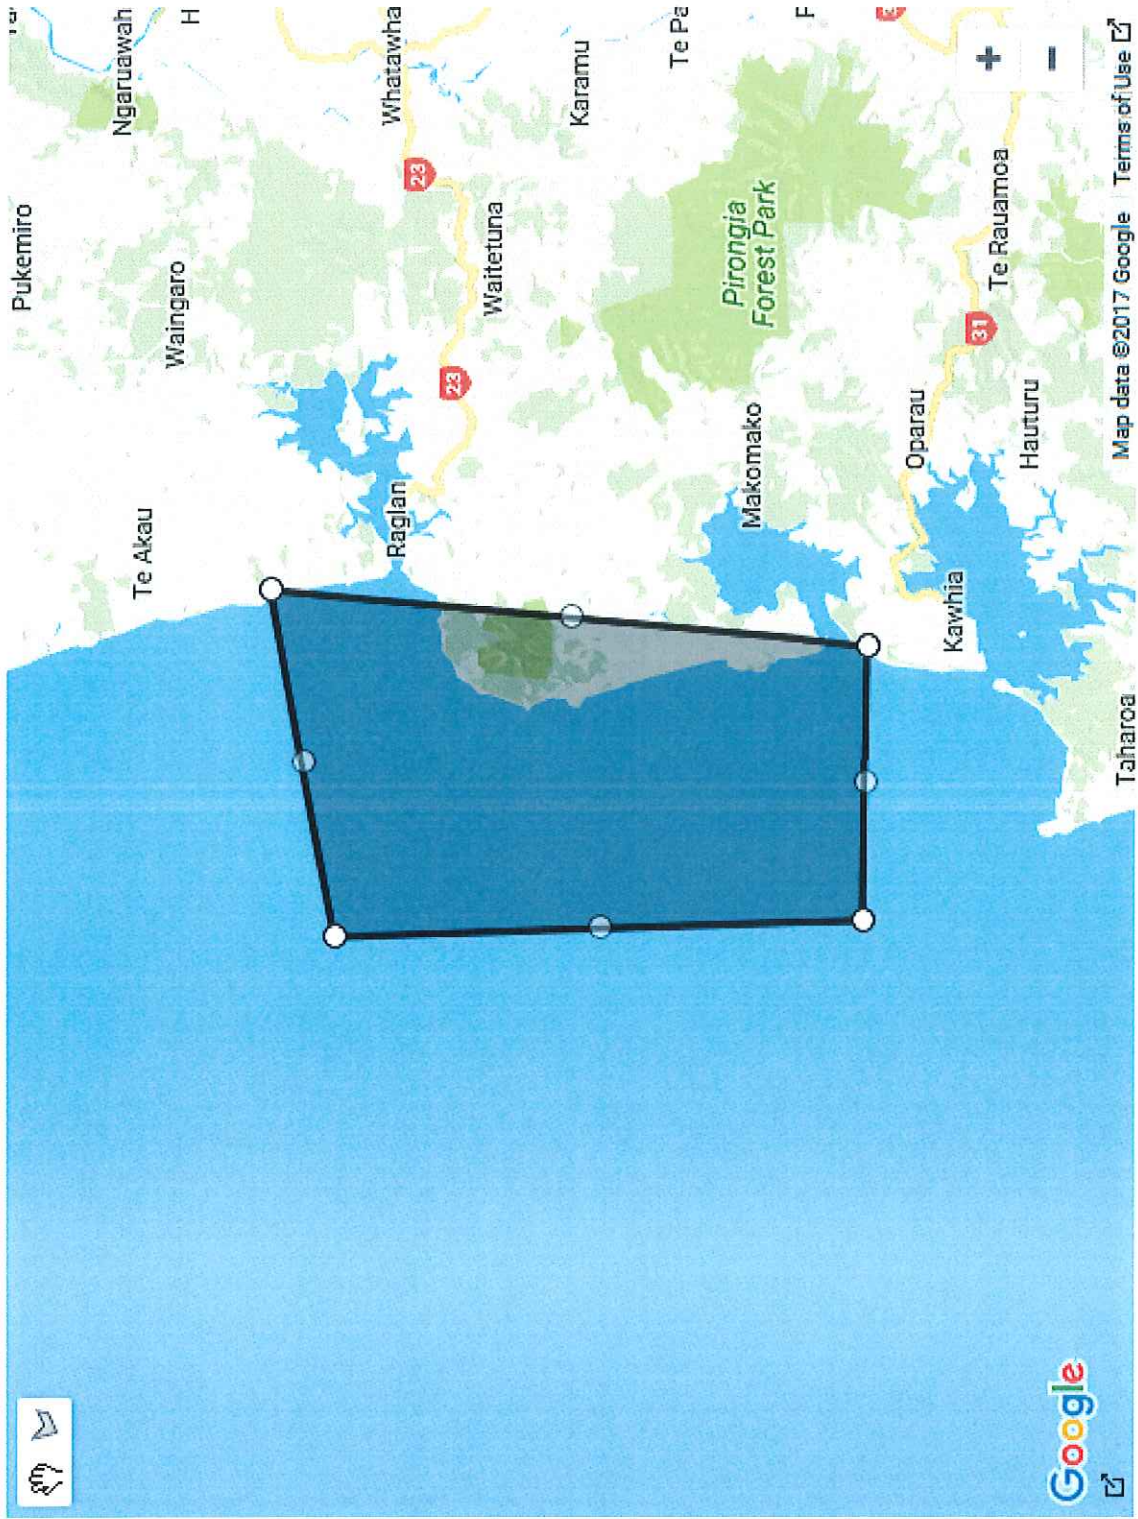 Pukemiro
Ngaruawah
Te Akau
Waingaro
H
Whatawha
Raglan
23
23
Waitetuna
Karamu
Te Pa
Pirongia
Forest Park
Makomako
F
Oparau
Kawhia
31
Te Rauamoa
+
−
Hauturu
Google
Taharoa
Map data ©2017 Google
Terms of Use